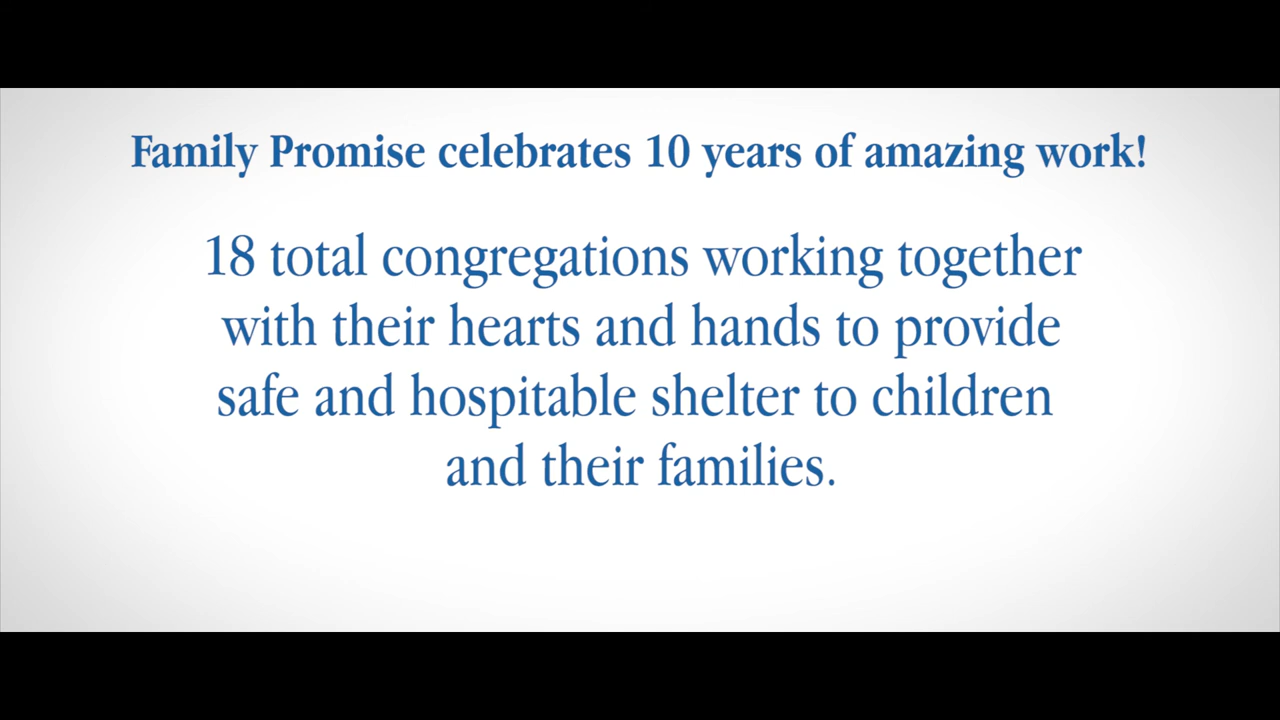 Family Promise celebrates 10 years of amazing work!
18 total congregations working together
with their hearts and hands to provide
safe and hospitable shelter to children
and their families.